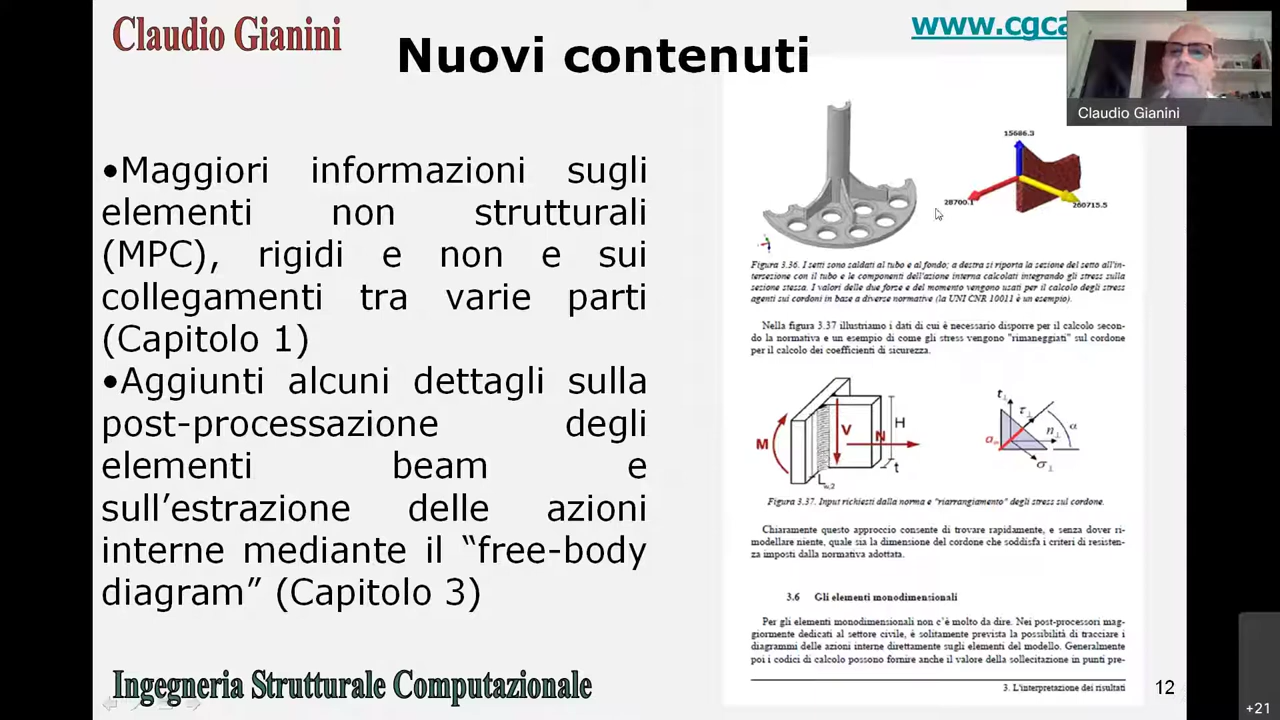 Claudio Gianini
Nuovi contenuti
www.cgca
Claudio Gianini
•Maggiori informazioni sugli
elementi non strutturali
(MPC), rigidi e non e sui
collegamenti tra varie parti
(Capitolo 1)
•Aggiunti alcuni dettagli sulla
post-processazione degli
elementi beam e
sull’estrazione delle azioni
interne mediante il “free-body
diagram” (Capitolo 3)
15686.3
28700.1
260715.5
Figura 3.36. I setti sono saldati al tubo e al fondo; a destra si riporta la sezione del setto all'in-
tersezione con il tubo e le componenti dell'azione interna calcolati integrando gli stress sulla
sezione stessa. I valori delle due forze e del momento vengono usati per il calcolo degli stress
agenti sui cordoni in base a diverse normative (la UNI CNR 10011 è un esempio).
Nella figura 3.37 illustriamo i dati di cui è necessario disporre per il calcolo secon-
do la normativa e un esempio di come gli stress vengono "rimaneggiati" sul cordone
per il calcolo dei coefficienti di sicurezza.
M
V
N
H
t
t⊥
τ⊥
n⊥
α
σ⊥
Figura 3.37. Input richiesti dalla norma e "riarrangiamento" degli stress sul cordone.
Chiaramente questo approccio consente di trovare rapidamente, e senza dover ri-
modellare niente, quale sia la dimensione del cordone che soddisfa i criteri di resisten-
za imposti dalla normativa adottata.
3.6 Gli elementi monodimensionali
Per gli elementi monodimensionali non c'è molto da dire. Nei post-processori mag-
giormente dedicati al settore civile, è solitamente prevista la possibilità di tracciare i
diagrammi delle azioni interne direttamente sugli elementi del modello. Generalmente
poi i codici di calcolo possono fornire anche il valore della sollecitazione in punti pre-
3. L'interpretazione dei risultati
Ingegneria Strutturale Computazionale
12
+21